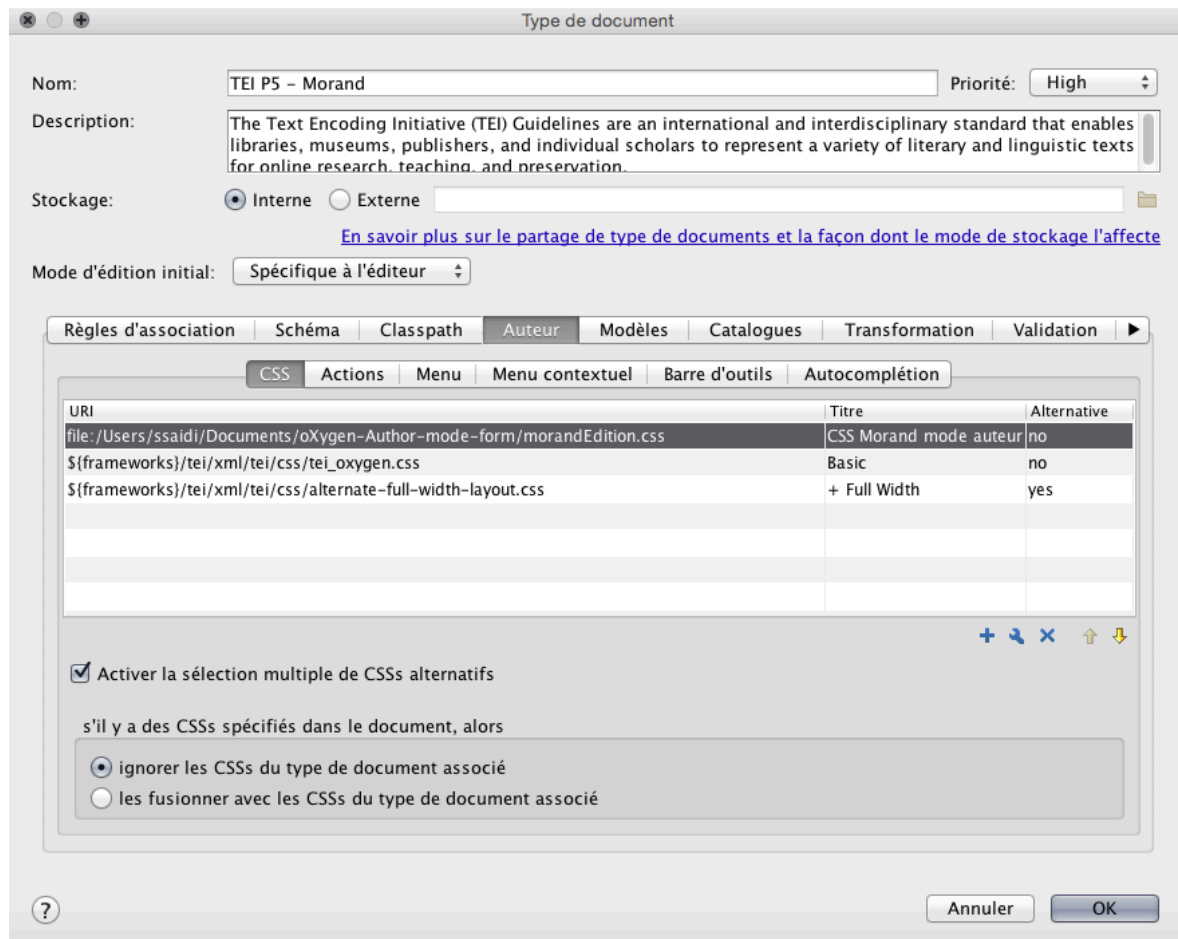 Type de document
Nom: TEI P5 – Morand Priorité: High
Description: The Text Encoding Initiative (TEI) Guidelines are an international and interdisciplinary standard that enables
libraries, museums, publishers, and individual scholars to represent a variety of literary and linguistic texts
for online research, teaching, and preservation.
Stockage: Interne Externe
En savoir plus sur le partage de type de documents et la façon dont le mode de stockage l'affecte
Mode d'édition initial: Spécifique à l'éditeur
Règles d'association Schéma Classpath Auteur Modèles Catalogues Transformation Validation
CSS Actions Menu Menu contextuel Barre d'outils Autocomplétion
URI Titre Alternative
file:/Users/ssaidi/Documents/oXygen-Author-mode-form/morandEdition.css CSS Morand mode auteur no
${frameworks}/tei/xml/tei/css/tei_oxygen.css Basic no
${frameworks}/tei/xml/tei/css/alternate-full-width-layout.css + Full Width yes
Activer la sélection multiple de CSSs alternatifs
s'il y a des CSSs spécifiés dans le document, alors
ignorer les CSSs du type de document associé
les fusionner avec les CSSs du type de document associé
? Annuler OK